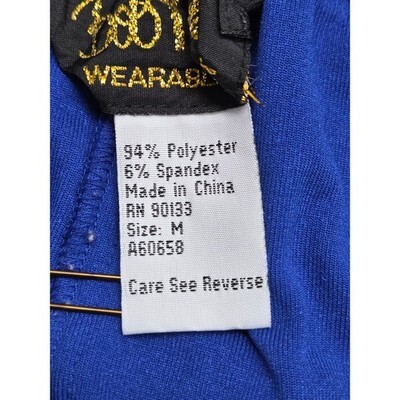 WEARABLE
94% Polyester
6% Spandex
Made in China
RN 90133
Size: M
A60658
Care See Reverse